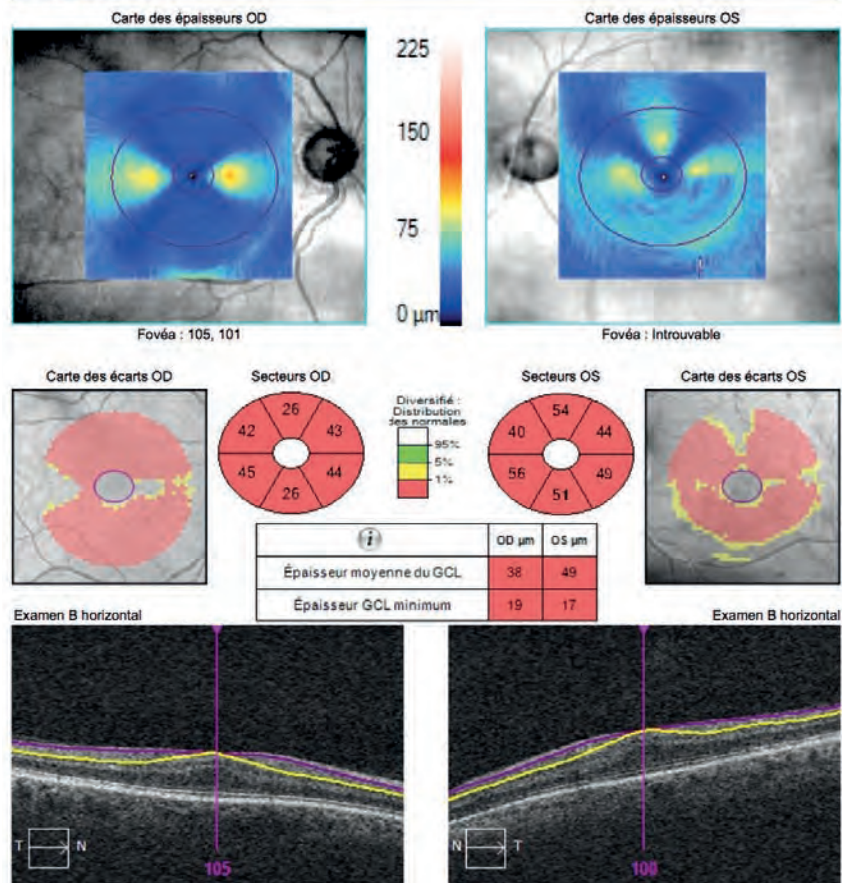 Carte des épaisseurs OD
Carte des épaisseurs OS
225
150
75
0 µm
Fovéa : 105, 101
Fovéa : Introuvable
Carte des écarts OD
Secteurs OD
Secteurs OS
Carte des écarts OS
Diversifié :
Distribution
des normales
95%
5%
1%
26
42
43
45
44
26
54
40
44
56
49
51
i
OD µm
OS µm
Épaisseur moyenne du GCL
38
49
Épaisseur GCL minimum
19
17
Examen B horizontal
Examen B horizontal
T
N
105
N
T
100